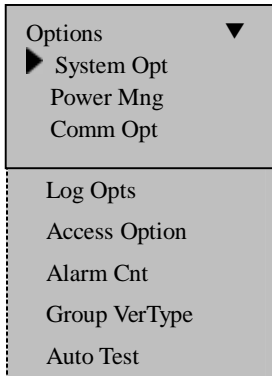 Options ▼
▶ System Opt
Power Mng
Comm Opt
Log Opts
Access Option
Alarm Cnt
Group VerType
Auto Test